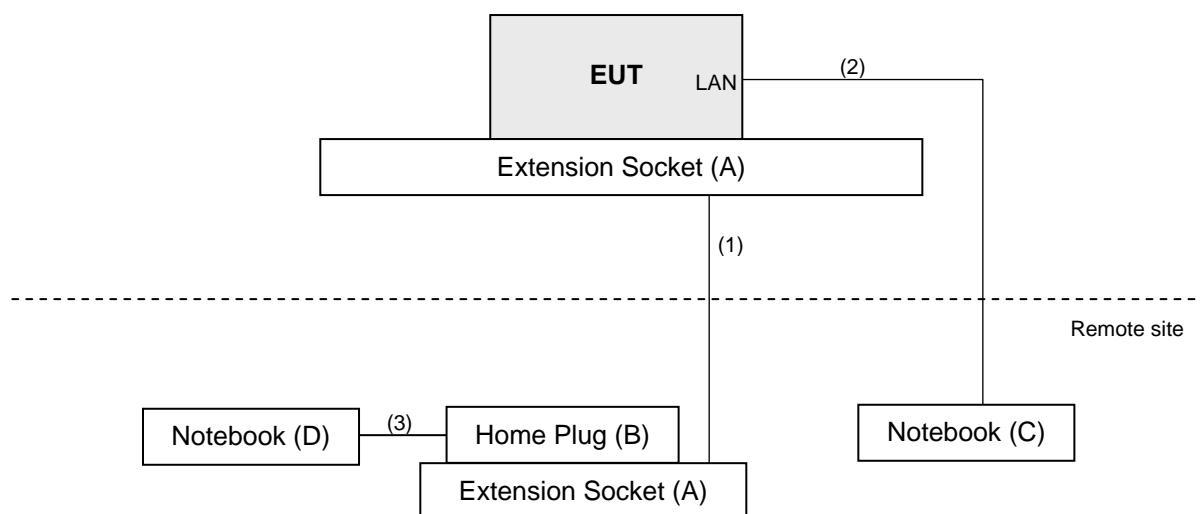 EUT
LAN
(2)
Extension Socket (A)
(1)
Remote site
Notebook (D)
(3)
Home Plug (B)
Notebook (C)
Extension Socket (A)